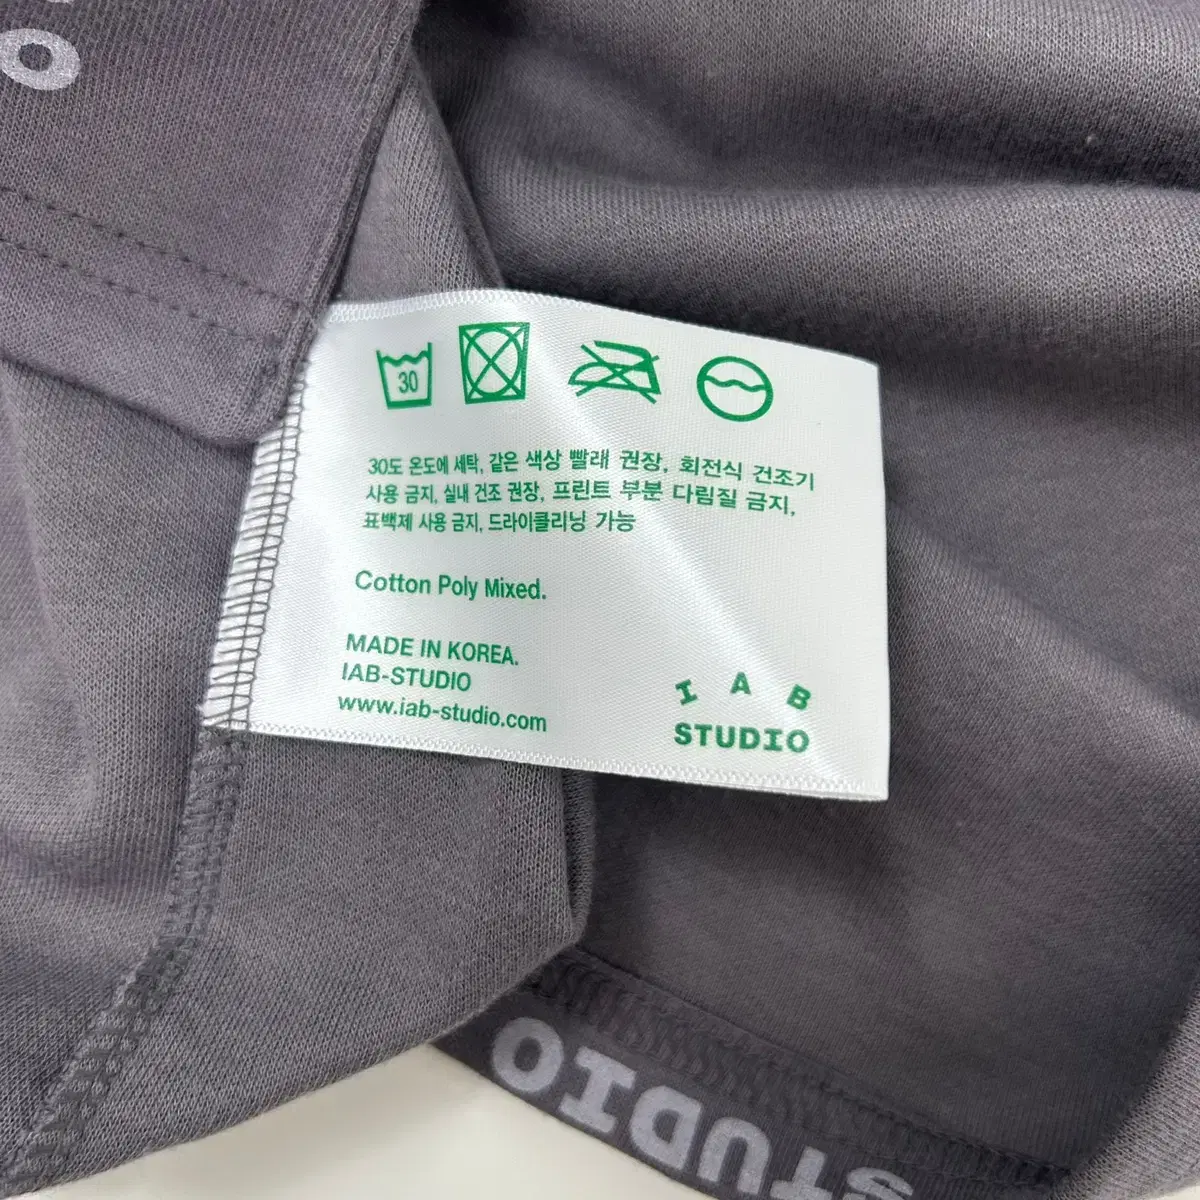 O
30
30도 온도에 세탁, 같은 색상 빨래 권장, 회전식 건조기
사용 금지, 실내 건조 권장, 프린트 부분 다림질 금지,
표백제 사용 금지, 드라이클리닝 가능
Cotton Poly Mixed.
MADE IN KOREA.
IAB-STUDIO
www.iab-studio.com
I A B
STUDIO
STUDIO